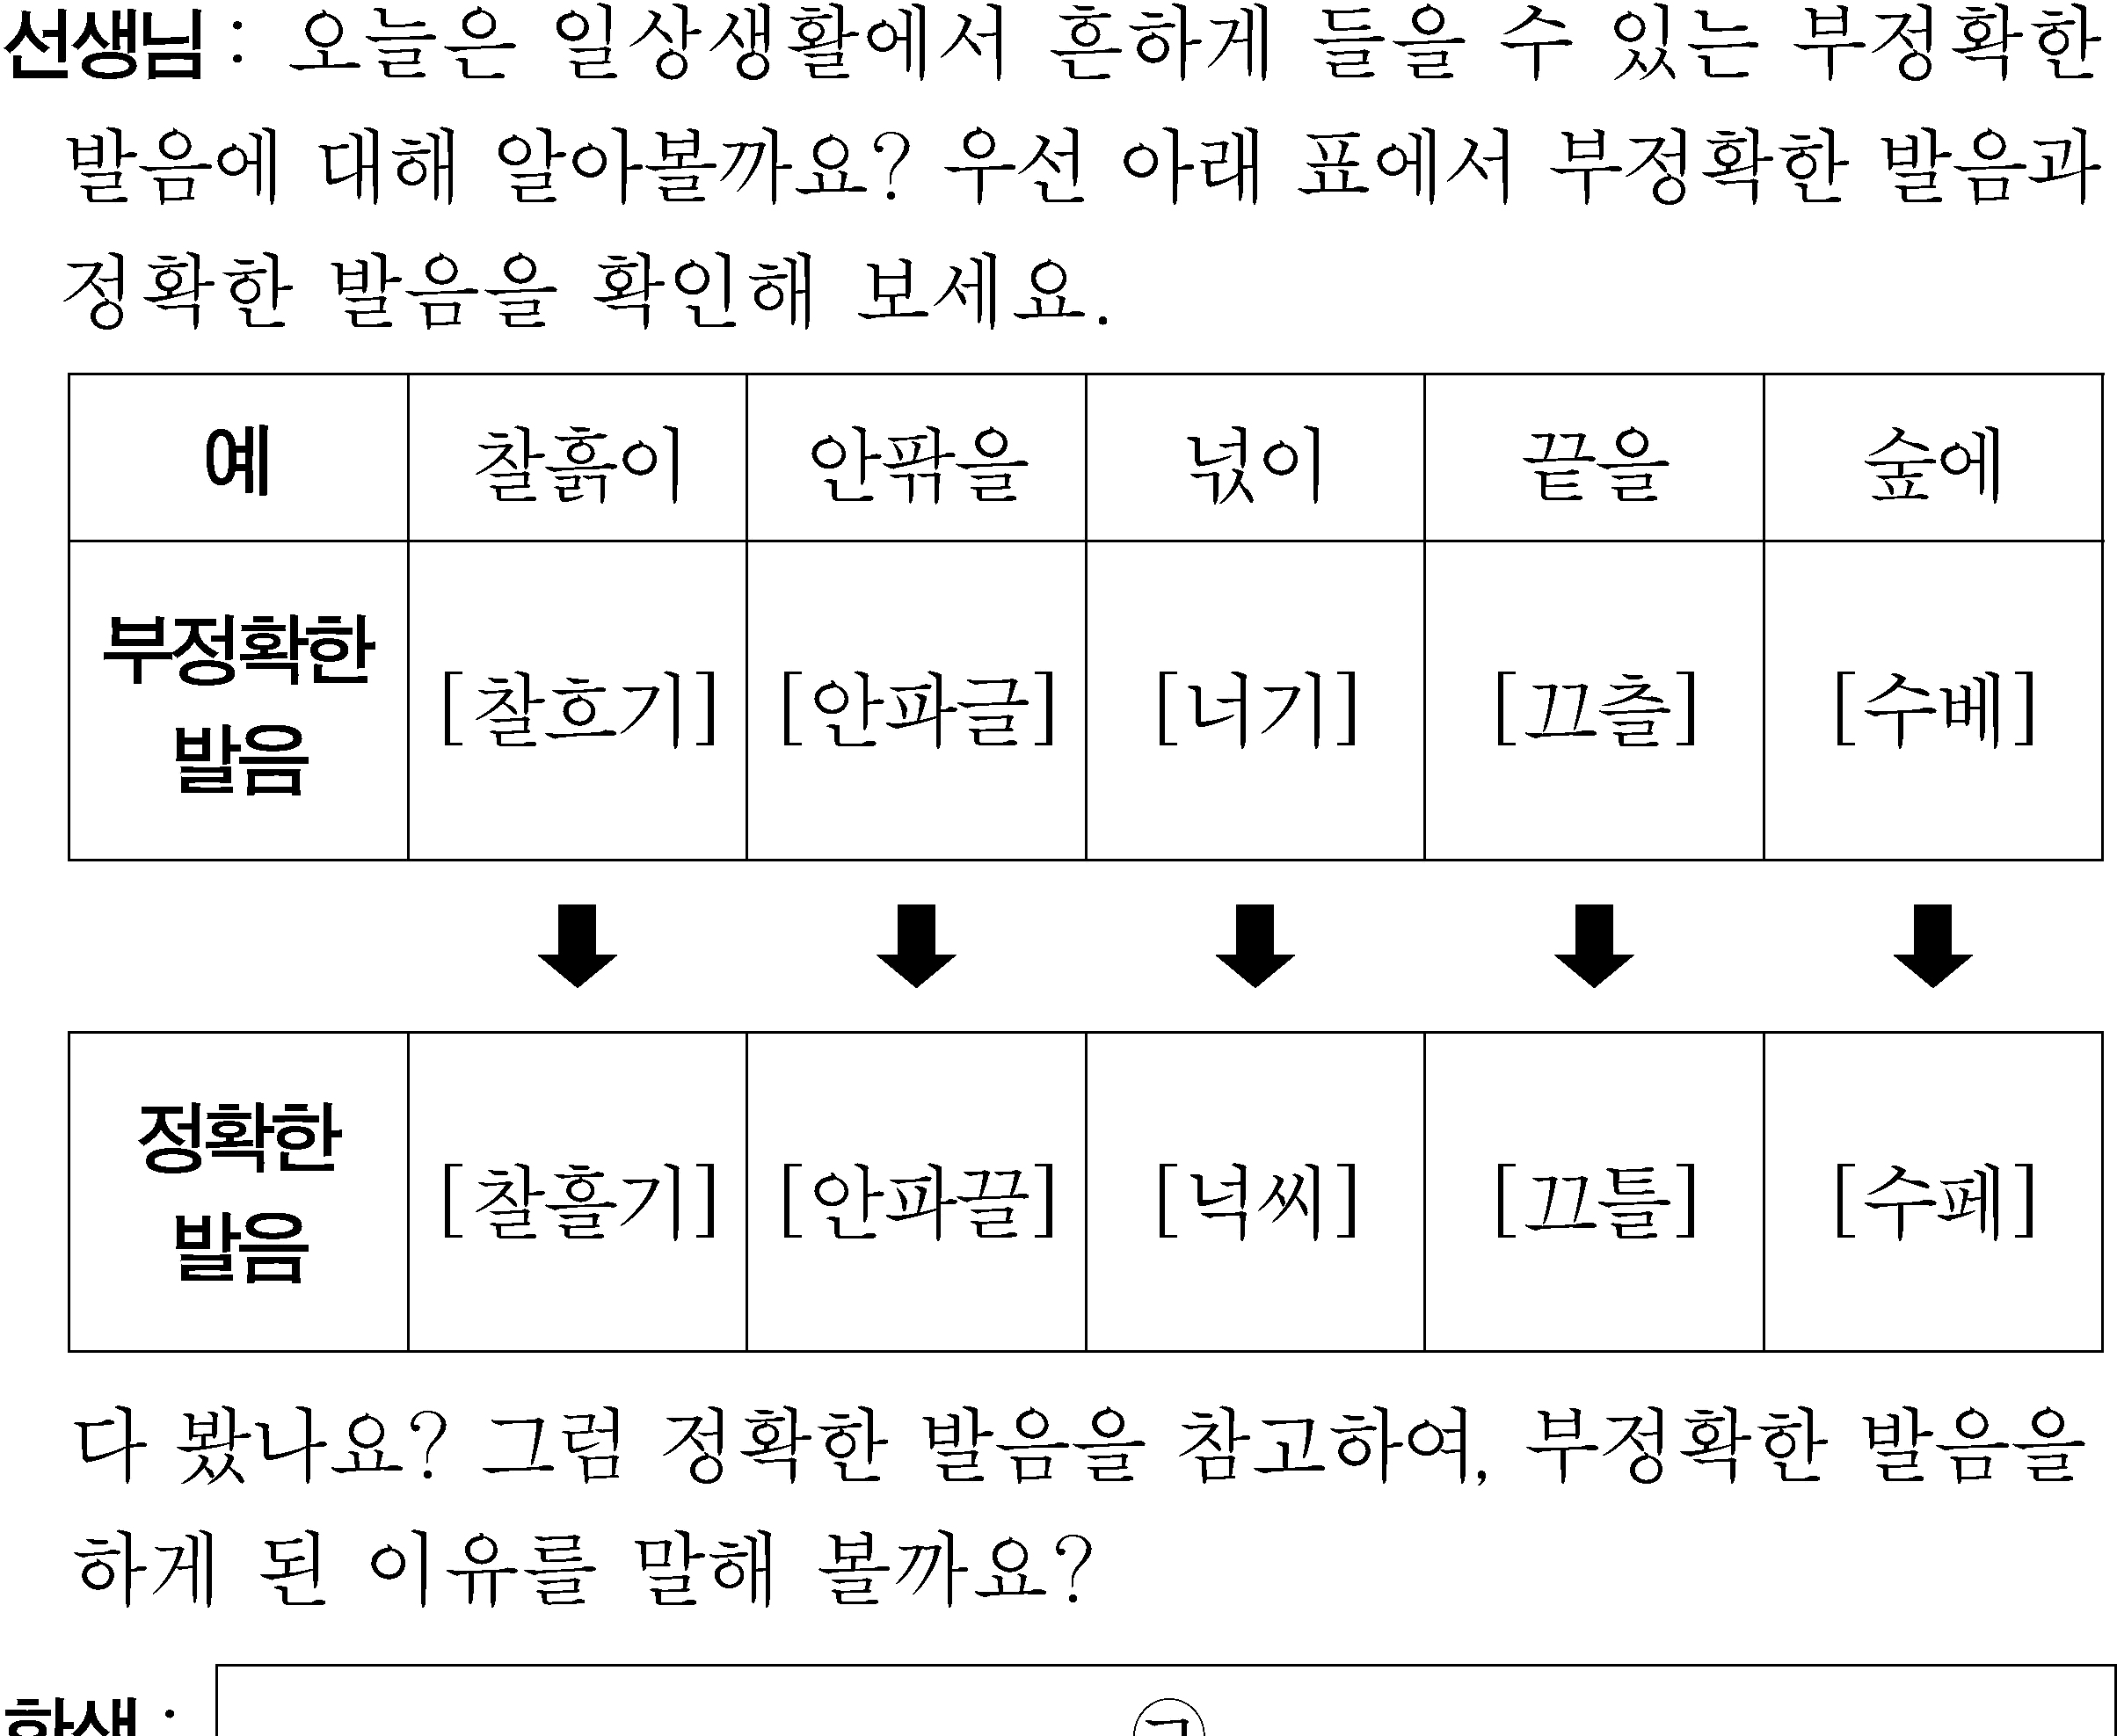 선생님 : 오늘은 일상생활에서 흔하게 들을 수 있는 부정확한
발음에 대해 알아볼까요? 우선 아래 표에서 부정확한 발음과
정확한 발음을 확인해 보세요.
예 찰흙이 안팎을 넋이 끝을 숲에
부정확한
발음 [찰흐기] [안파글] [너기] [끄츨] [수베]
정확한
발음 [찰흘기] [안파끌] [넉씨] [끄틀] [수페]
다 봤나요? 그럼 정확한 발음을 참고하여, 부정확한 발음을
하게 된 이유를 말해 볼까요?
학생 :